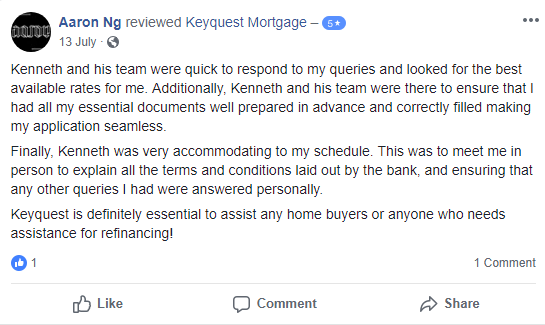 Aaron Ng reviewed Keyquest Mortgage – 5★
13 July ·
Kenneth and his team were quick to respond to my queries and looked for the best
available rates for me. Additionally, Kenneth and his team were there to ensure that I
had all my essential documents well prepared in advance and correctly filled making
my application seamless.
Finally, Kenneth was very accommodating to my schedule. This was to meet me in
person to explain all the terms and conditions laid out by the bank, and ensuring that
any other queries I had were answered personally.
Keyquest is definitely essential to assist any home buyers or anyone who needs
assistance for refinancing!
1 1 Comment
Like Comment Share